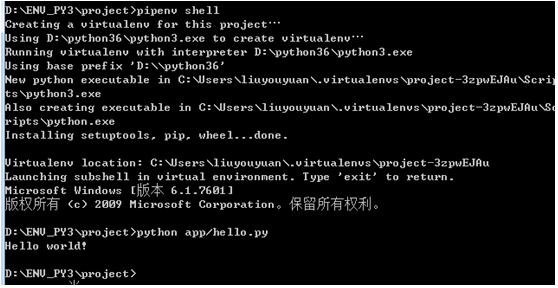 D:\ENV_PY3\project>pipenv shell
Creating a virtualenv for this project…
Using D:\python36\python3.exe to create virtualenv…
Running virtualenv with interpreter D:\python36\python3.exe
Using base prefix 'D:\\python36'
New python executable in C:\Users\liuyouyuan\.virtualenvs\project-3zpwEJAu\Scrip
ts\python3.exe
Also creating executable in C:\Users\liuyouyuan\.virtualenvs\project-3zpwEJAu\Sc
ripts\python.exe
Installing setuptools, pip, wheel...done.
Virtualenv location: C:\Users\liuyouyuan\.virtualenvs\project-3zpwEJAu
Launching subshell in virtual environment. Type 'exit' to return.
Microsoft Windows [版本 6.1.7601]
版权所有 (c) 2009 Microsoft Corporation。保留所有权利。
D:\ENV_PY3\project>python app/hello.py
Hello world!
D:\ENV_PY3\project>